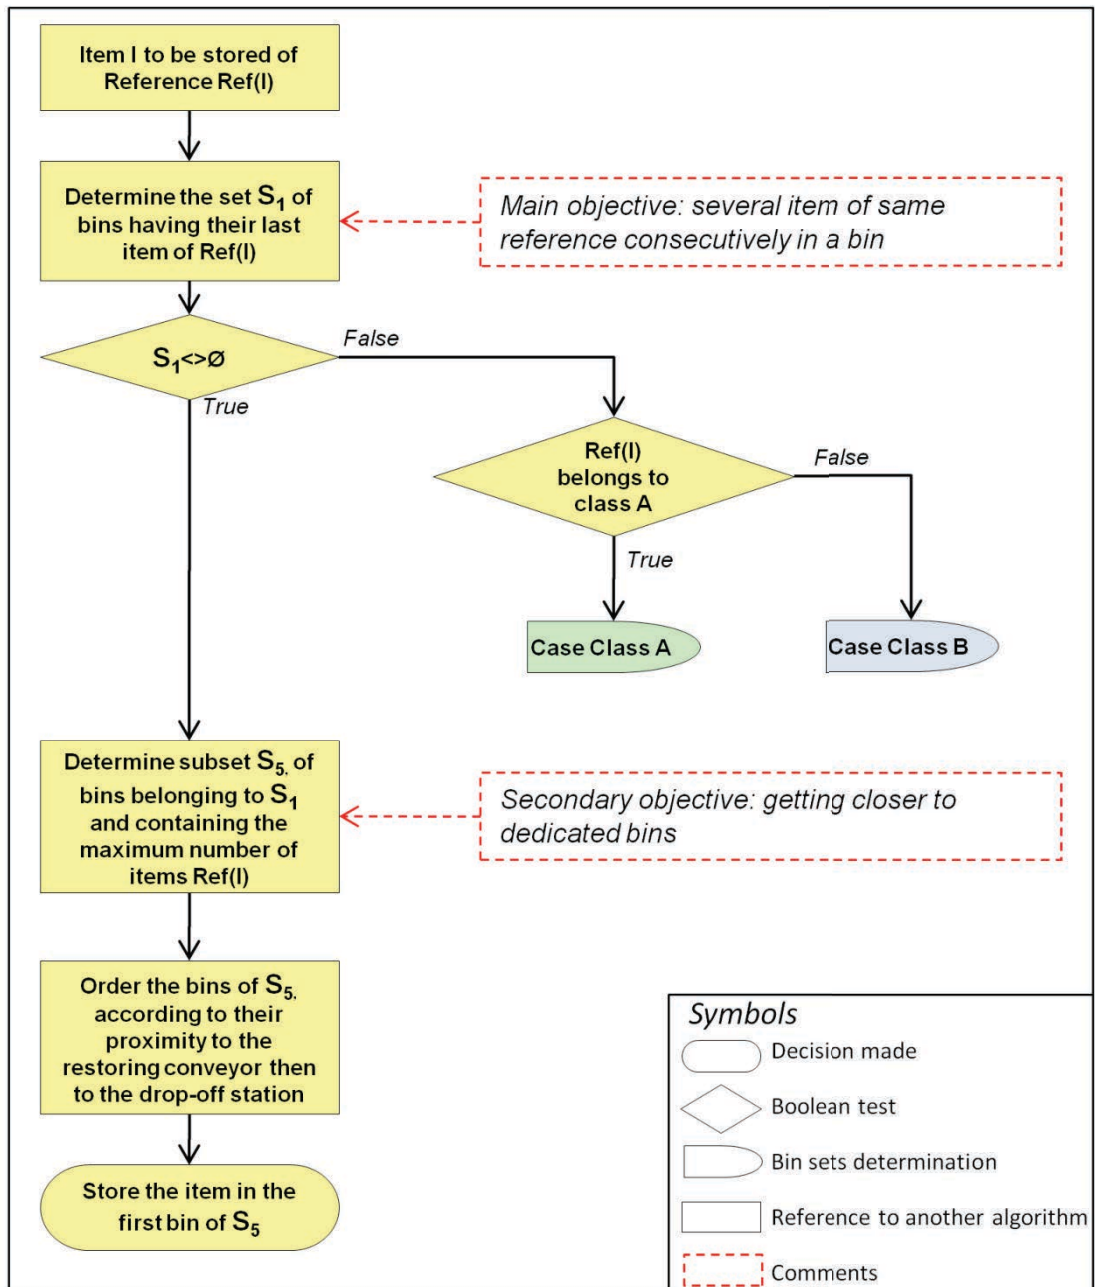 Item I to be stored of
Reference Ref(I)
Determine the set S1 of
bins having their last
item of Ref(I)
Main objective: several item of same
reference consecutively in a bin
S1<>Ø
False
True
Ref(I)
belongs to
class A
False
True
Case Class A
Case Class B
Determine subset S5, of
bins belonging to S1
and containing the
maximum number of
items Ref(I)
Secondary objective: getting closer to
dedicated bins
Order the bins of S5,
according to their
proximity to the
restoring conveyor then
to the drop-off station
Store the item in the
first bin of S5
Symbols
Decision made
Boolean test
Bin sets determination
Reference to another algorithm
Comments